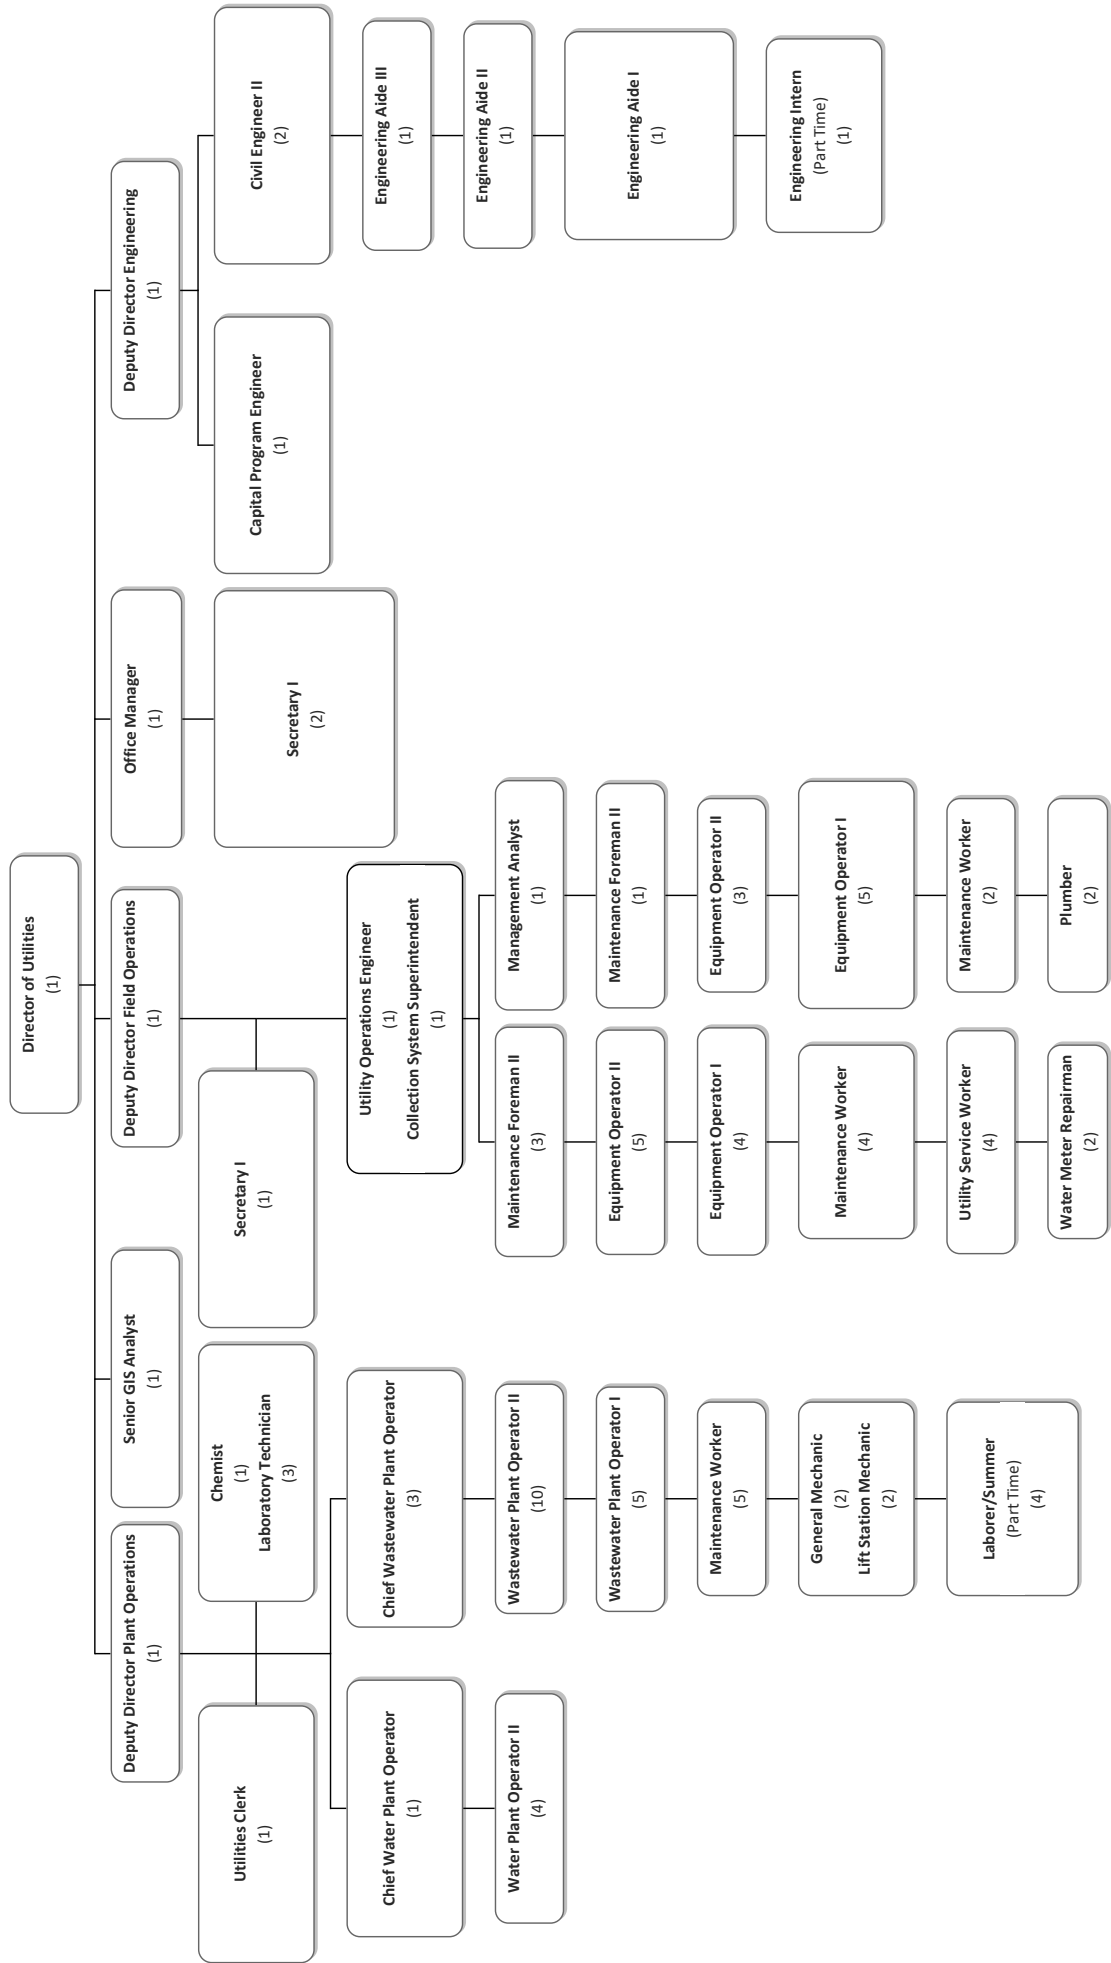 Director of Utilities
(1)
Deputy Director Plant Operations
(1)
Senior GIS Analyst
(1)
Deputy Director Field Operations
(1)
Office Manager
(1)
Deputy Director Engineering
(1)
Utilities Clerk
(1)
Chemist
(1)
Laboratory Technician
(3)
Secretary I
(1)
Secretary I
(2)
Capital Program Engineer
(1)
Civil Engineer II
(2)
Chief Water Plant Operator
(1)
Water Plant Operator II
(4)
Chief Wastewater Plant Operator
(3)
Wastewater Plant Operator II
(10)
Wastewater Plant Operator I
(5)
Maintenance Worker
(5)
General Mechanic
(2)
Lift Station Mechanic
(2)
Laborer/Summer
(Part Time)
(4)
Utility Operations Engineer
(1)
Collection System Superintendent
(1)
Maintenance Foreman II
(3)
Equipment Operator II
(5)
Equipment Operator I
(4)
Maintenance Worker
(4)
Utility Service Worker
(4)
Water Meter Repairman
(2)
Management Analyst
(1)
Maintenance Foreman II
(1)
Equipment Operator II
(3)
Equipment Operator I
(5)
Maintenance Worker
(2)
Plumber
(2)
Engineering Aide III
(1)
Engineering Aide II
(1)
Engineering Aide I
(1)
Engineering Intern
(Part Time)
(1)